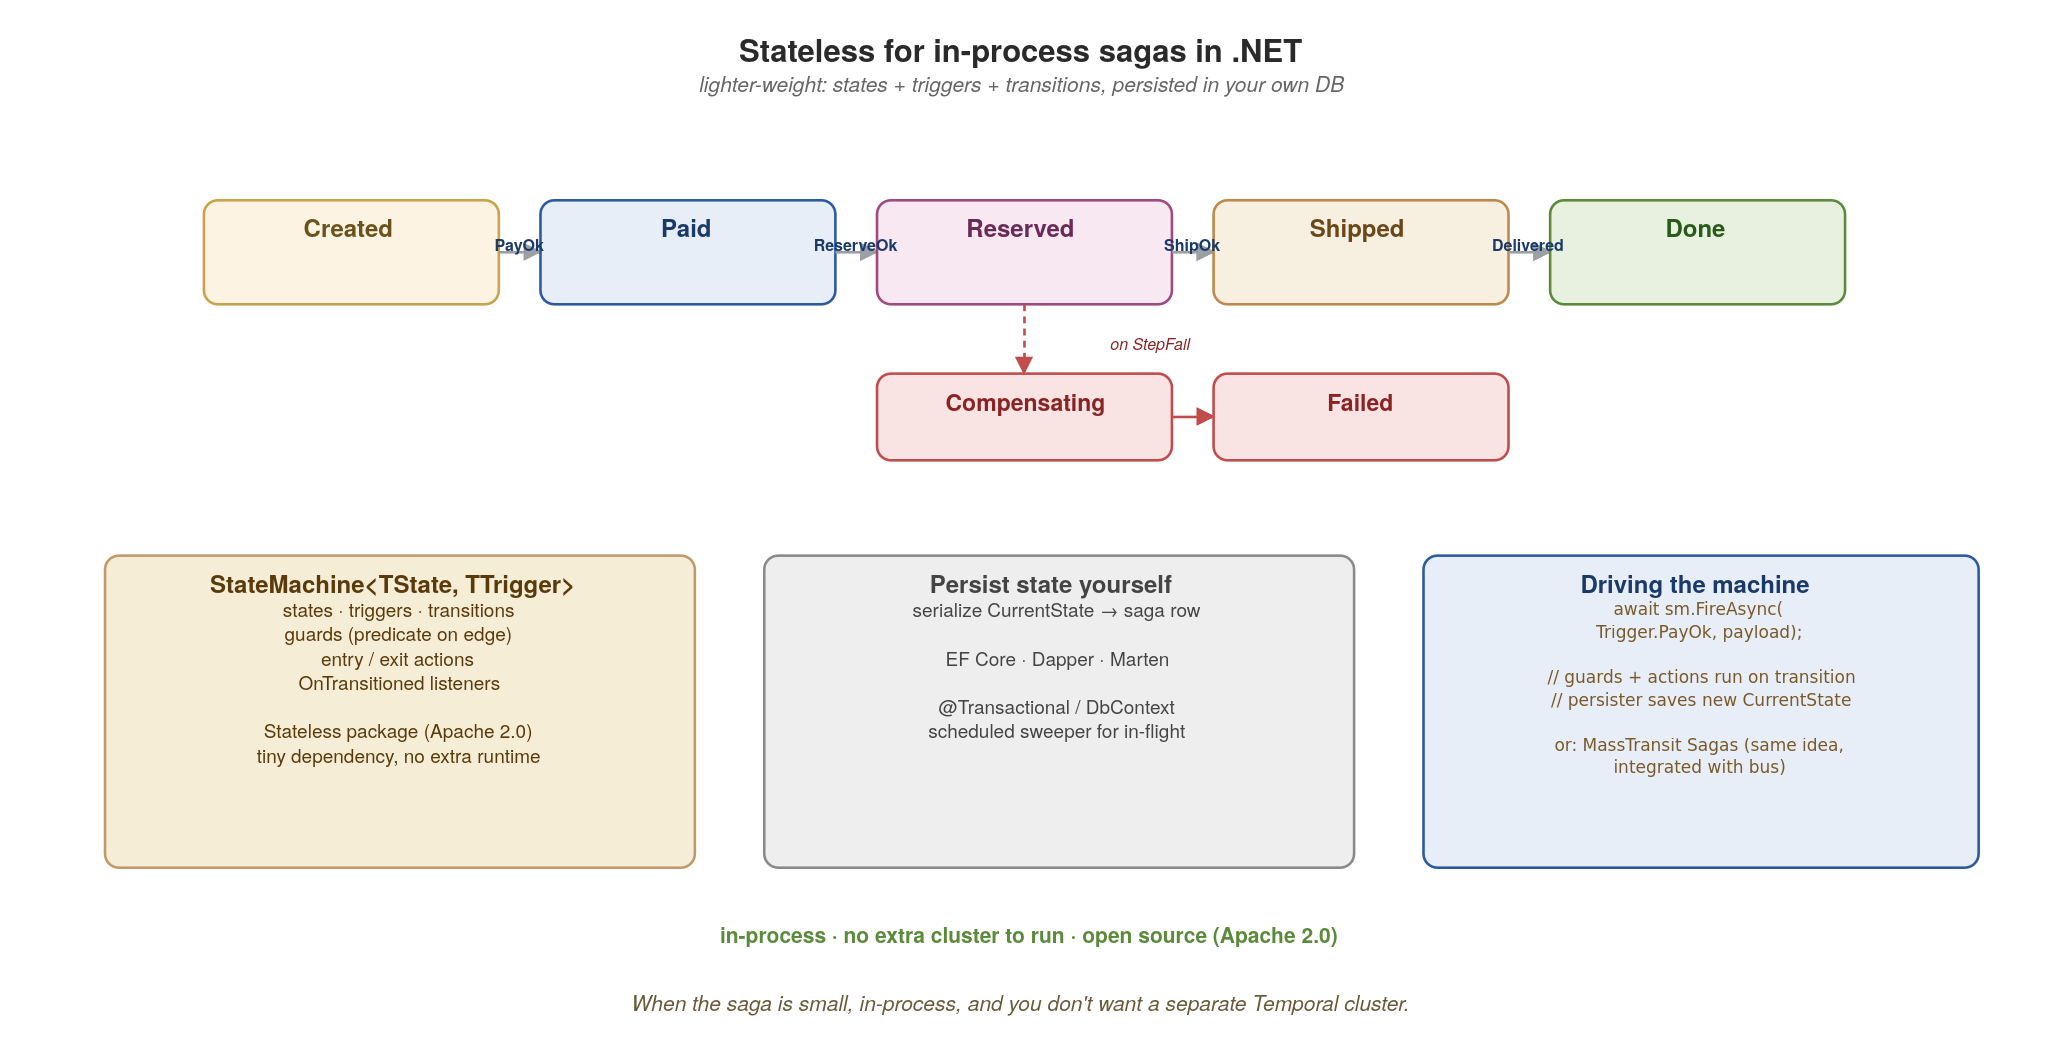 Stateless for in-process sagas in .NET
lighter-weight: states + triggers + transitions, persisted in your own DB
Created
PayOk
Paid
ReserveOk
Reserved
ShipOk
Shipped
Delivered
Done
on StepFail
Compensating
Failed
StateMachine<TState, TTrigger>
states · triggers · transitions
guards (predicate on edge)
entry / exit actions
OnTransitioned listeners
Stateless package (Apache 2.0)
tiny dependency, no extra runtime
Persist state yourself
serialize CurrentState → saga row
EF Core · Dapper · Marten
@Transactional / DbContext
scheduled sweeper for in-flight
Driving the machine
await sm.FireAsync(
Trigger.PayOk, payload);
// guards + actions run on transition
// persister saves new CurrentState
or: MassTransit Sagas (same idea,
integrated with bus)
in-process · no extra cluster to run · open source (Apache 2.0)
When the saga is small, in-process, and you don't want a separate Temporal cluster.